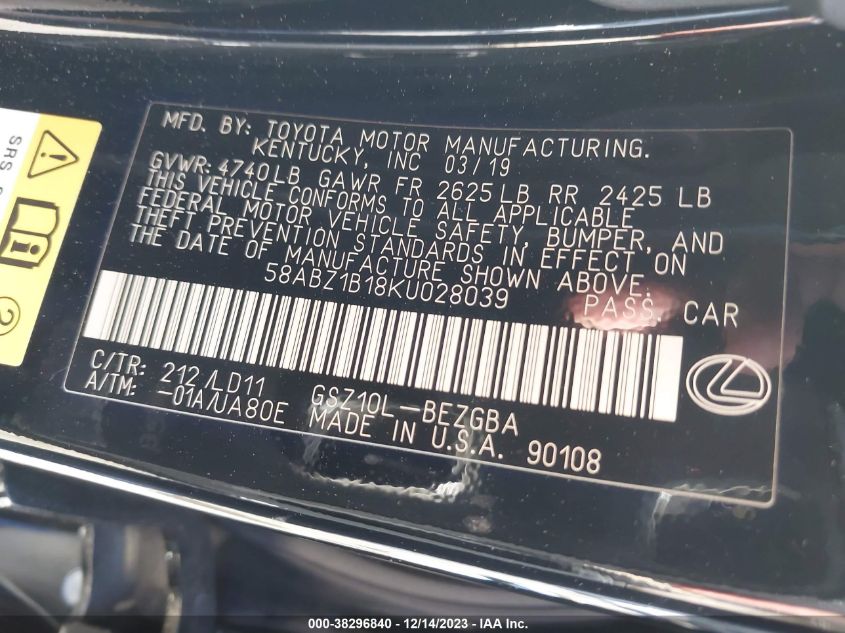 MFD. BY: TOYOTA MOTOR MANUFACTURING.
KENTUCKY, INC 03/19
GVWR: 4740LB GAWR FR 2625LB RR 2425 LB
THIS VEHICLE CONFORMS TO ALL APPLICABLE
FEDERAL MOTOR VEHICLE SAFETY, BUMPER, AND
THEFT PREVENTION STANDARDS IN EFFECT ON
THE DATE OF MANUFACTURE SHOWN ABOVE.
58ABZ1B18KU028039 PASS. CAR
C/TR: 212/LD11 GSZ10L-BEZGBA
A/TM: -01A/UA80E MADE IN U.S.A. 90108
SRS
2
000-38296840 - 12/14/2023 - IAA Inc.